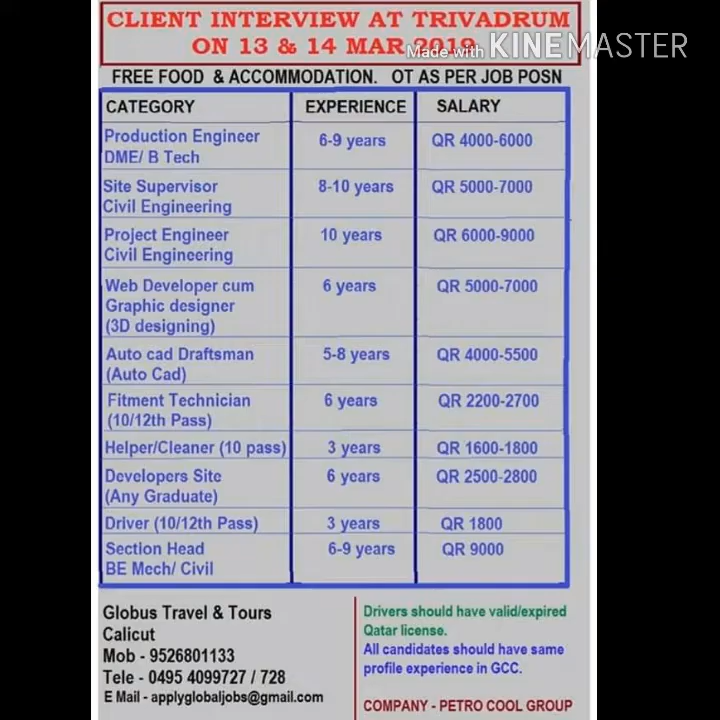 CLIENT INTERVIEW AT TRIVADRUM
ON 13 & 14 MAR 2019
Made with KINEMASTER
FREE FOOD & ACCOMMODATION. OT AS PER JOB POSN
CATEGORY EXPERIENCE SALARY
Production Engineer 6-9 years QR 4000-6000
DME/ B Tech
Site Supervisor 8-10 years QR 5000-7000
Civil Engineering
Project Engineer 10 years QR 6000-9000
Civil Engineering
Web Developer cum 6 years QR 5000-7000
Graphic designer
(3D designing)
Auto cad Draftsman 5-8 years QR 4000-5500
(Auto Cad)
Fitment Technician 6 years QR 2200-2700
(10/12th Pass)
Helper/Cleaner (10 pass) 3 years QR 1600-1800
Developers Site 6 years QR 2500-2800
(Any Graduate)
Driver (10/12th Pass) 3 years QR 1800
Section Head 6-9 years QR 9000
BE Mech/ Civil
Globus Travel & Tours
Calicut
Mob - 9526801133
Tele - 0495 4099727 / 728
E Mail - applyglobaljobs@gmail.com
Drivers should have valid/expired
Qatar license.
All candidates should have same
profile experience in GCC.
COMPANY - PETRO COOL GROUP